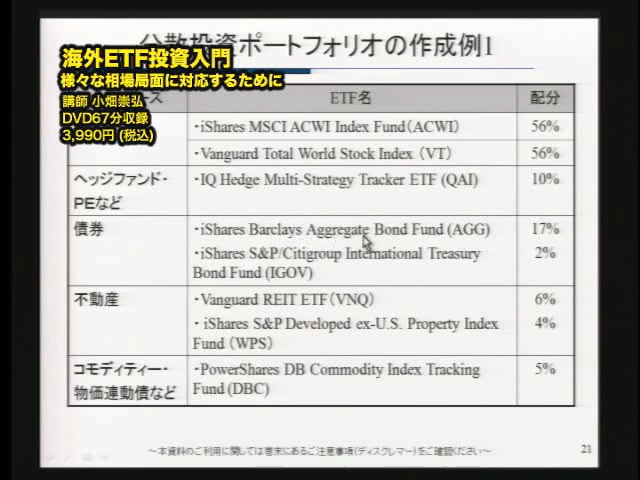 分散投資ポートフォリオの作成例1
海外ETF投資入門
様々な相場局面に対応するために
講師 小畑崇弘
DVD67分収録
3,990円 (税込)
ース ETF名 配分
・iShares MSCI ACWI Index Fund（ACWI） 56%
・Vanguard Total World Stock Index （VT） 56%
ヘッジファンド・PEなど ・IQ Hedge Multi-Strategy Tracker ETF (QAI) 10%
債券 ・iShares Barclays Aggregate Bond Fund (AGG) 17%
・iShares S&P/Citigroup International Treasury 2%
Bond Fund (IGOV)
不動産 ・Vanguard REIT ETF（VNQ） 6%
・iShares S&P Developed ex-U.S. Property Index 4%
Fund （WPS）
コモディティー・ ・PowerShares DB Commodity Index Tracking 5%
物価連動債など Fund (DBC)
～本資料のご利用に関しては巻末にあるご注意事項（ディスクレマー）をご確認ください～ 21